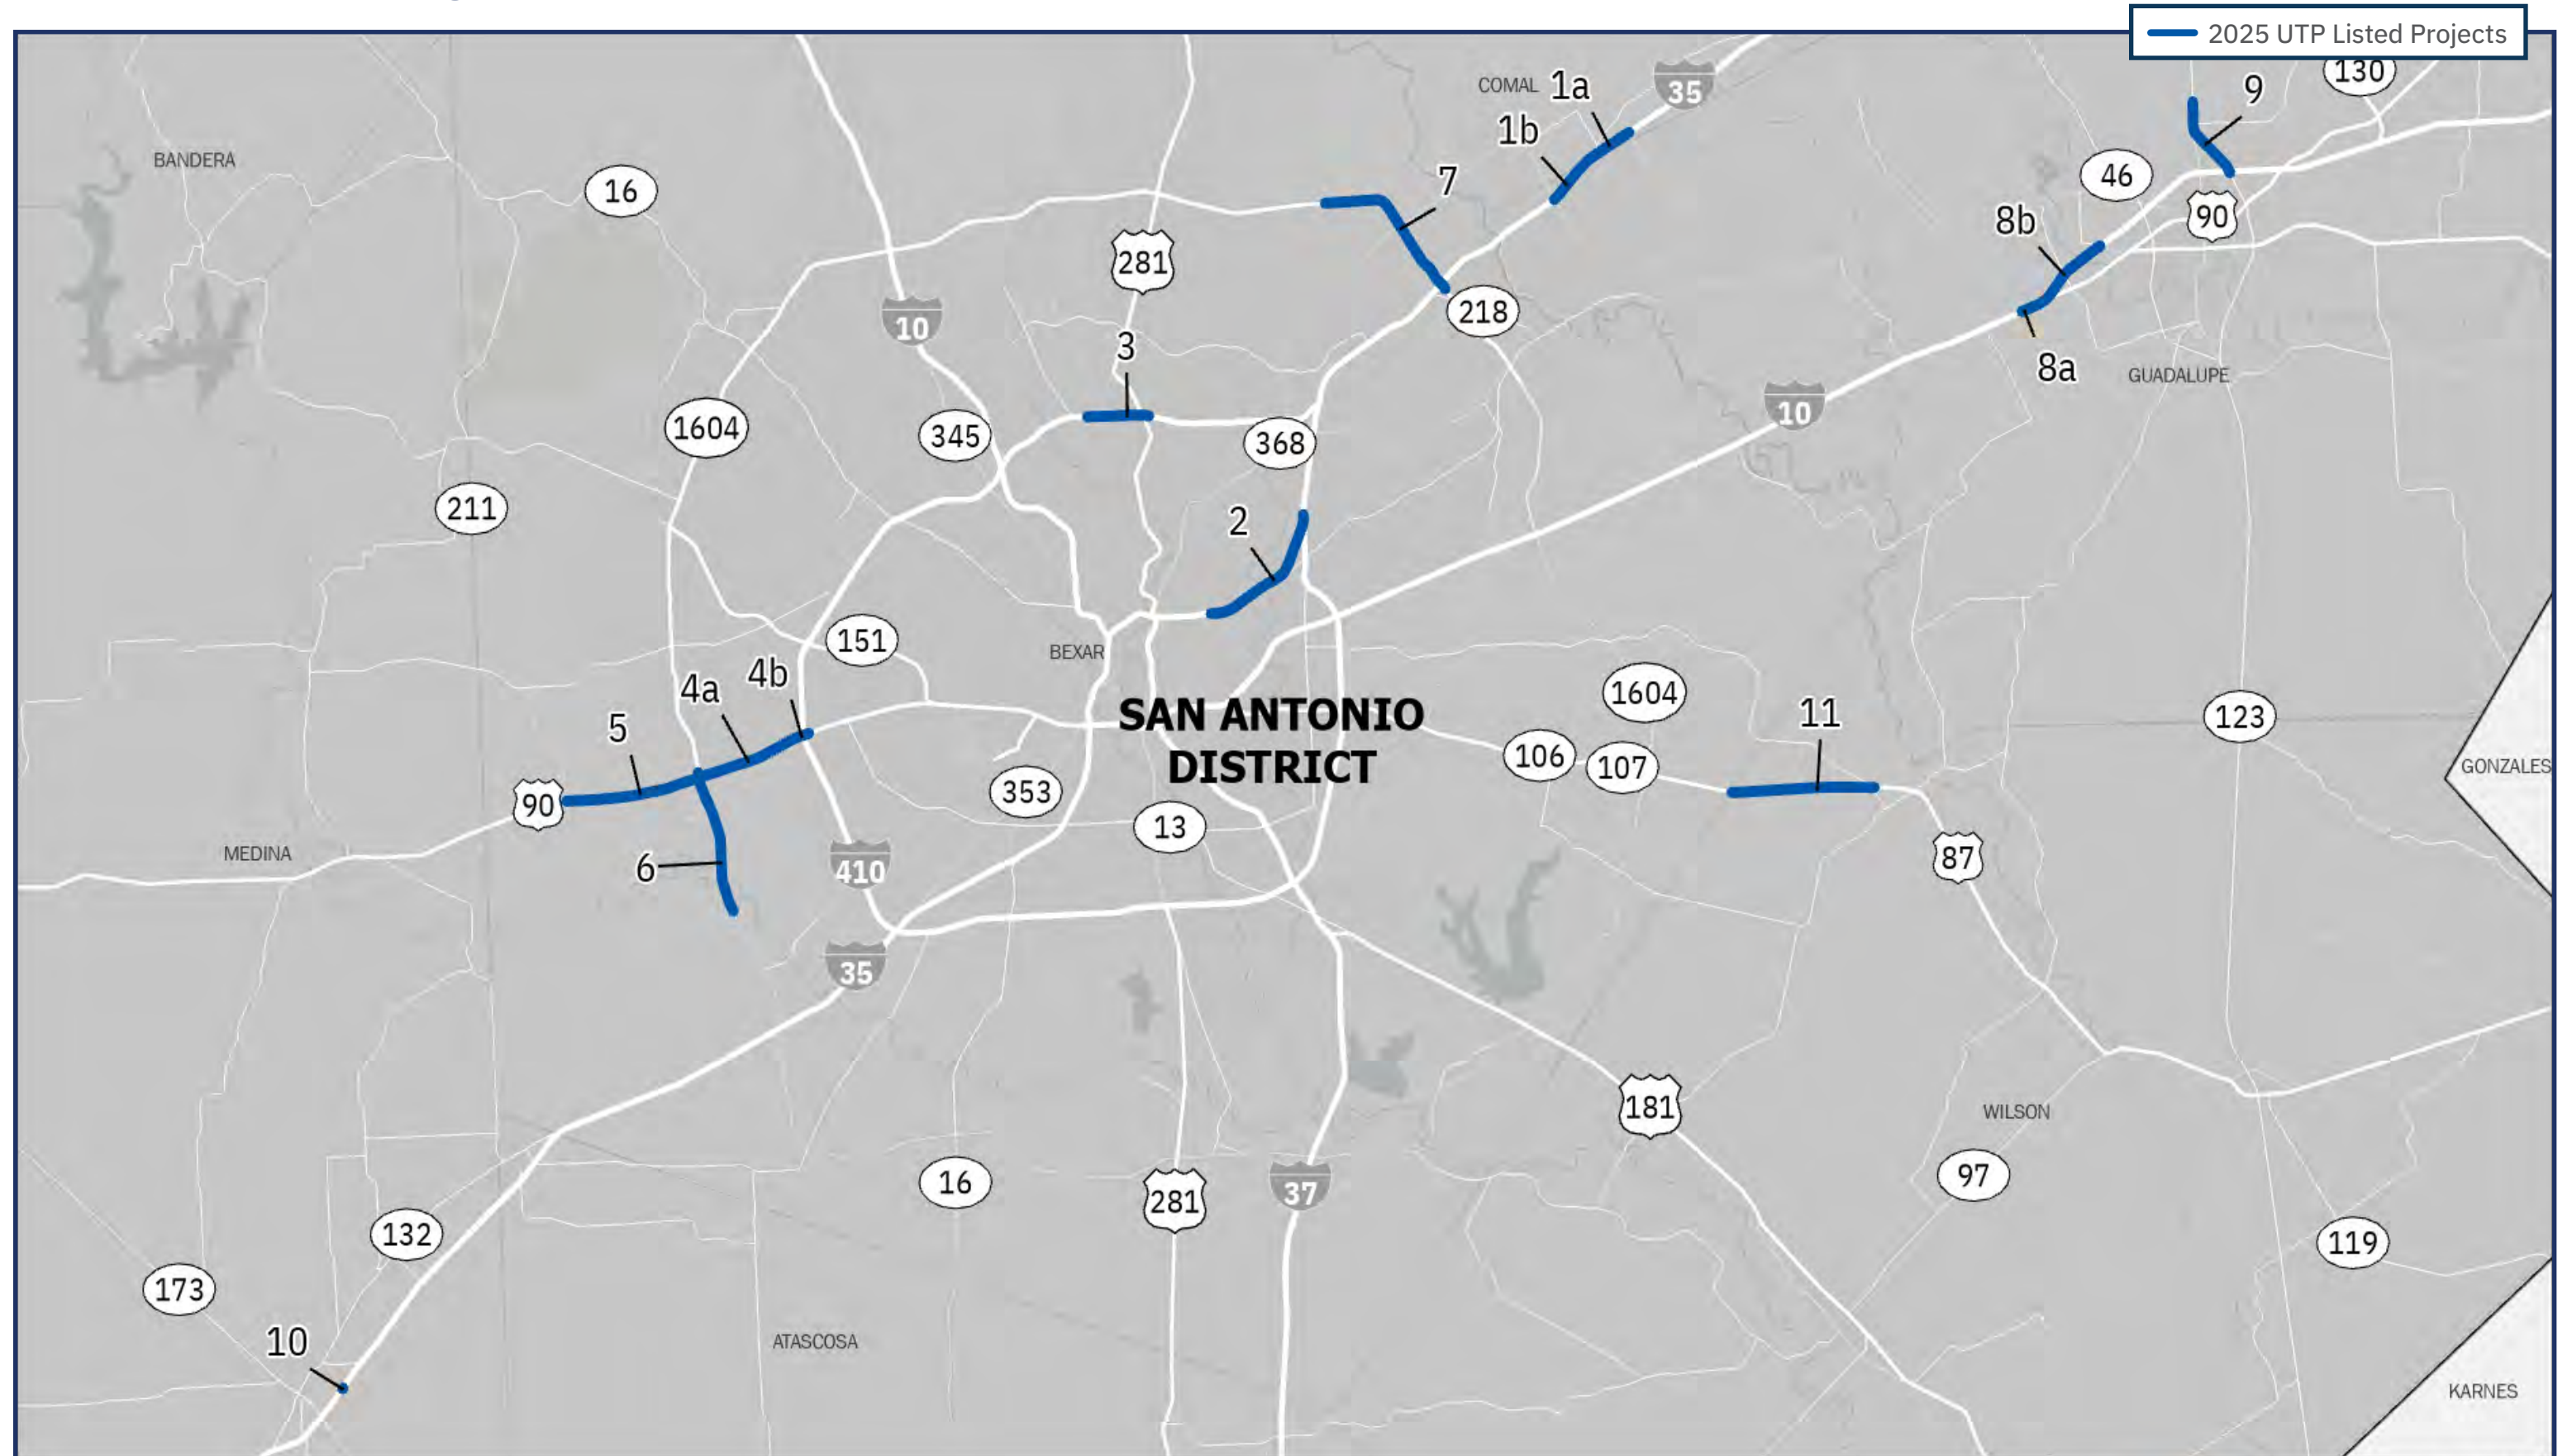 2025 UTP Listed Projects
130
COMAL
1a
35
9
1b
BANDERA
16
7
46
90
8b
281
10
218
3
8a
GUADALUPE
10
1604
345
368
211
2
151
BEXAR
4b
4a
1604
SAN ANTONIO
DISTRICT
11
123
5
106
107
GONZALES
90
353
13
MEDINA
6
410
87
35
181
WILSON
16
281
37
97
132
119
173
10
ATASCOSA
KARNES